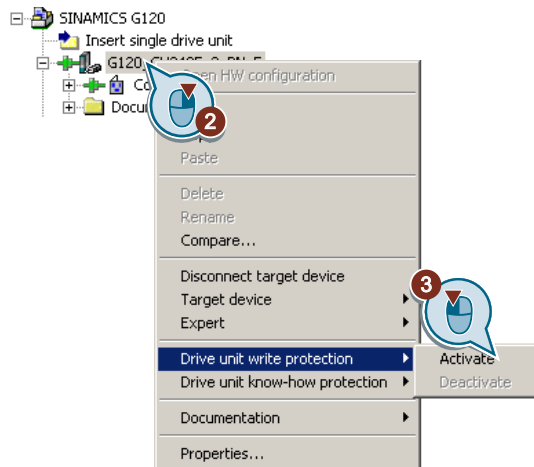 SINAMICS G120
Insert single drive unit
G120
Open HW configuration
2
Paste
Delete
Rename
Compare...
Disconnect target device
Target device
3
Expert
Drive unit write protection
Activate
Drive unit know-how protection
Deactivate
Documentation
Properties...